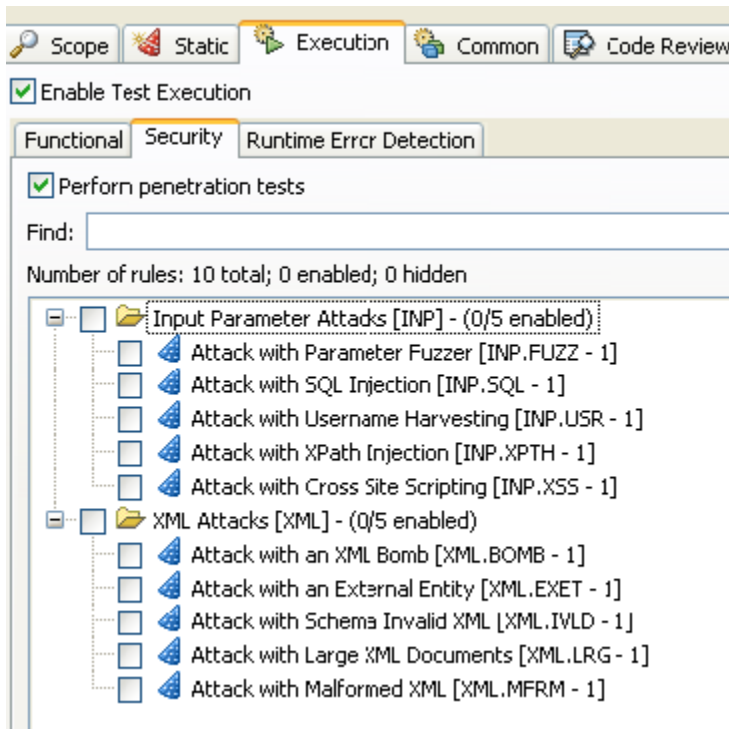 Scope Static Execution Common Code Review
Enable Test Execution
Functional Security Runtime Error Detection
Perform penetration tests
Find:
Number of rules: 10 total; 0 enabled; 0 hidden
Input Parameter Attacks [INP] - (0/5 enabled)
Attack with Parameter Fuzzer [INP.FUZZ - 1]
Attack with SQL Injection [INP.SQL - 1]
Attack with Username Harvesting [INP.USR - 1]
Attack with XPath Injection [INP.XPTH - 1]
Attack with Cross Site Scripting [INP.XSS - 1]
XML Attacks [XML] - (0/5 enabled)
Attack with an XML Bomb [XML.BOMB - 1]
Attack with an External Entity [XML.EXET - 1]
Attack with Schema Invalid XML [XML.IVLD - 1]
Attack with Large XML Documents [XML.LRG - 1]
Attack with Malformed XML [XML.MFRM - 1]